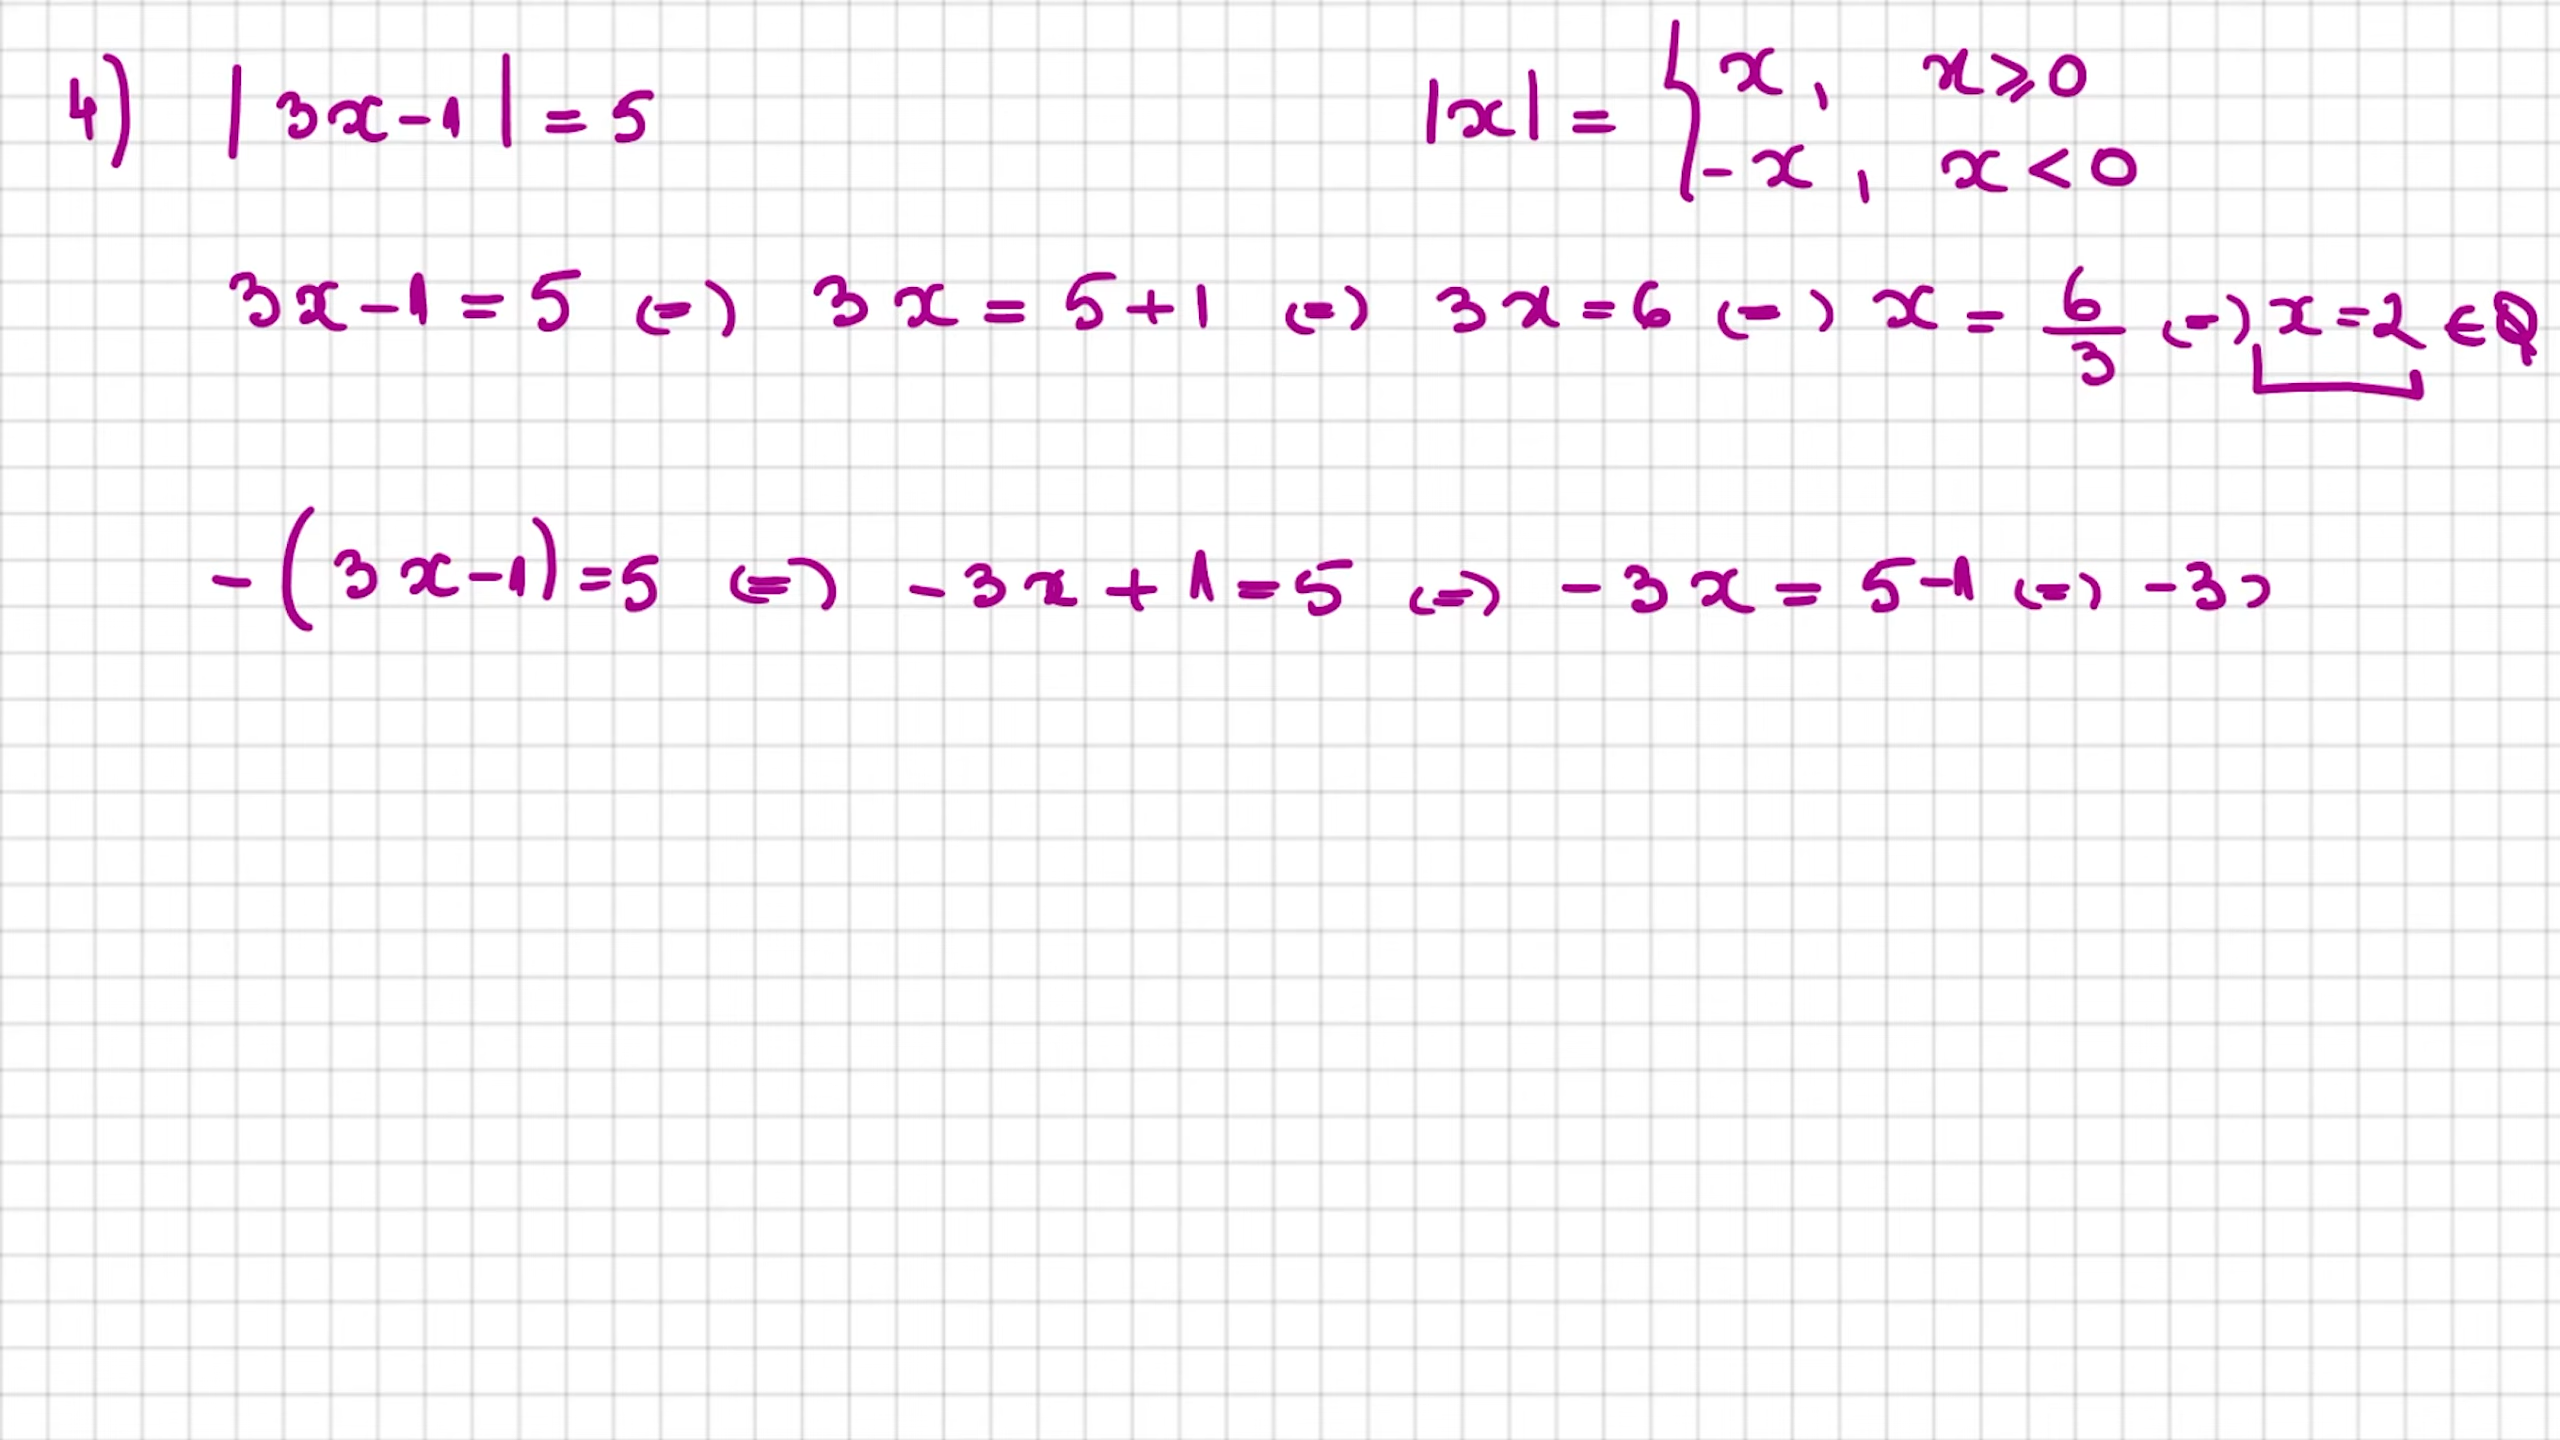 4) |3x-1| = 5
|x| = { x, x⩾0
-x, x<0
3x-1=5 (=) 3x = 5+1 (=) 3x=6 (=) x = 6/3 (=) x=2 ∈ℚ
-(3x-1)=5 (=) -3x+1=5 (=) -3x = 5-1 (=) -3